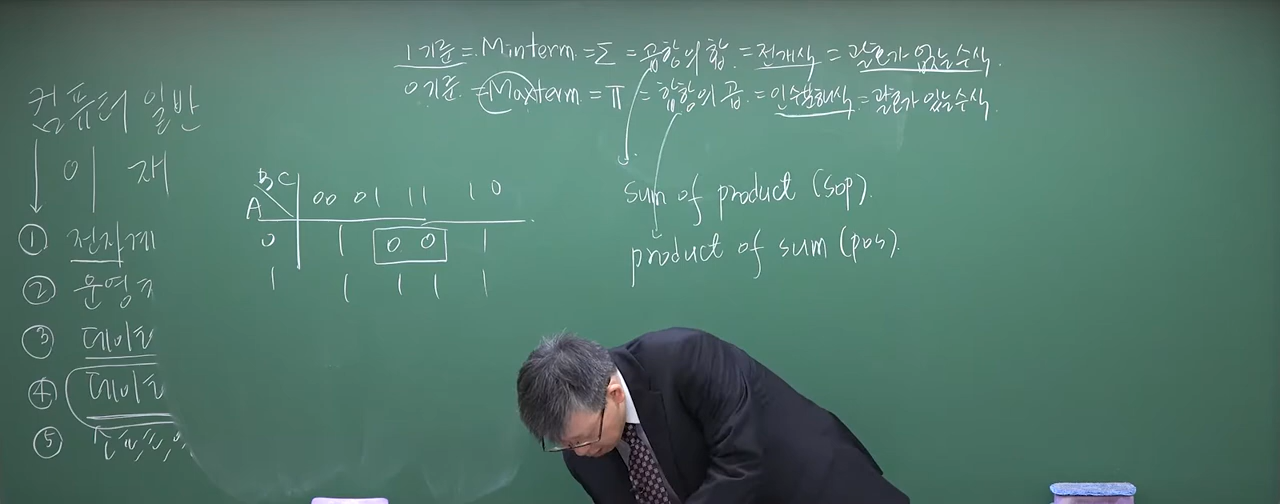 1기준 = Minterm = Σ = 곱항의 합 = 전개식 = 괄호가 없는 수식.
0기준 = Maxterm = Π = 합항의 곱 = 인수분해식 = 괄호가 있는 수식
컴퓨터 일반
이 재
sum of product (sop).
product of sum (pos).
BC 00 01 11 10
A
0 1 0 0 1
1 1 1 1 1
① 전자계
② 운영
③ 데이
④ 데이
⑤